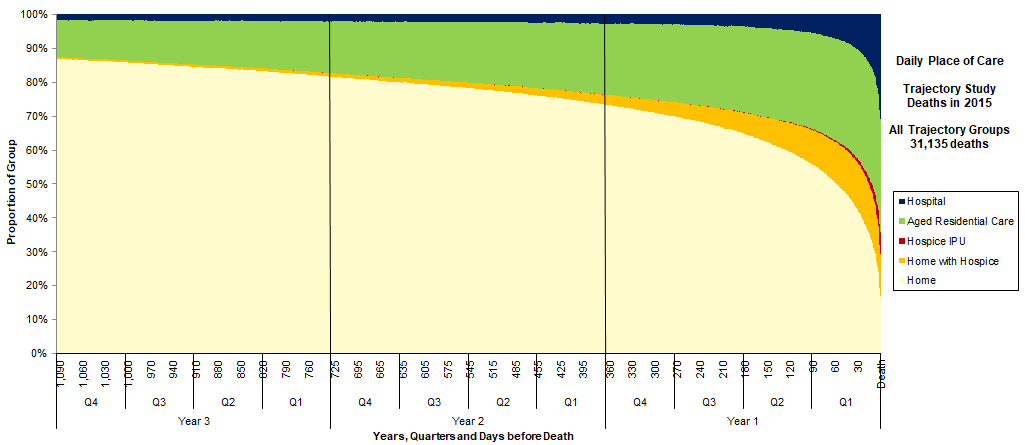 100%
90%
80%
70%
60%
50%
40%
30%
20%
10%
0%
Proportion of Group
1,090 1,060 1,030 1,000 970 940 910 880 850 820 790 760 725 695 665 635 605 575 545 515 485 455 425 395 360 330 300 270 240 210 180 150 120 90 60 30 Death
Q4 Q3 Q2 Q1 Q4 Q3 Q2 Q1 Q4 Q3 Q2 Q1
Year 3 Year 2 Year 1
Years, Quarters and Days before Death
Daily Place of Care
Trajectory Study
Deaths in 2015
All Trajectory Groups
31,135 deaths
Hospital
Aged Residential Care
Hospice IPU
Home with Hospice
Home